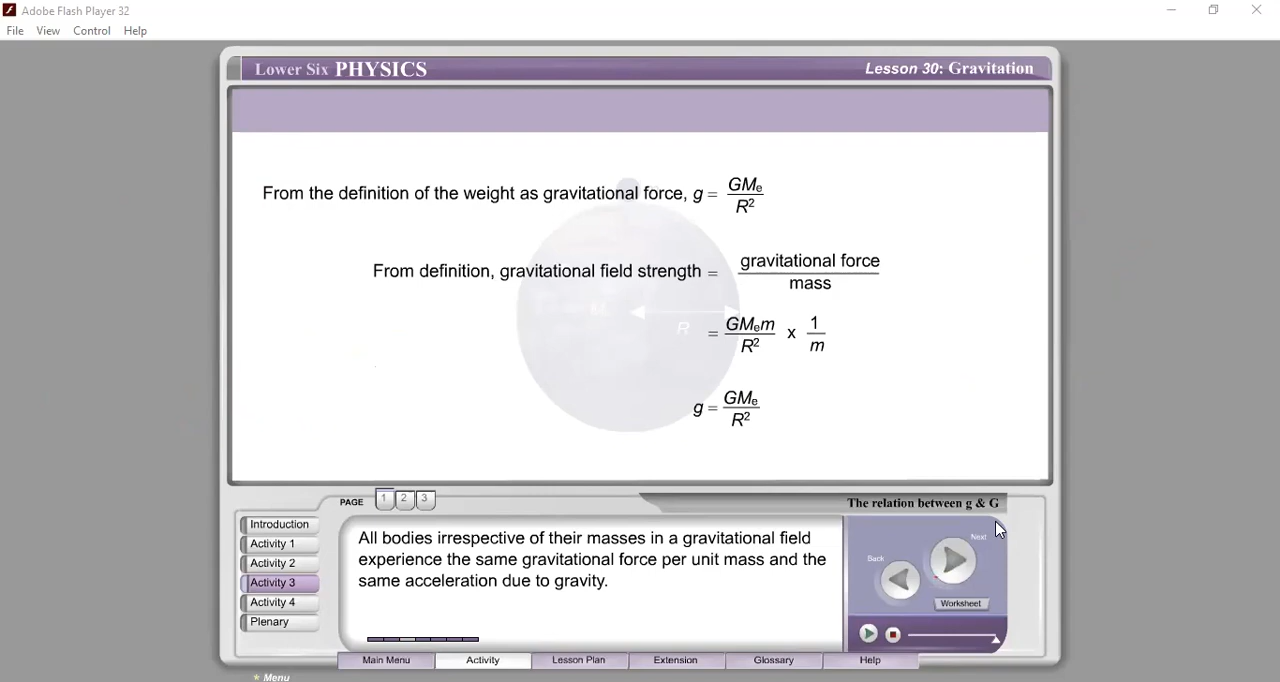 Adobe Flash Player 32
File View Control Help
Lower Six PHYSICS
Lesson 30: Gravitation
From the definition of the weight as gravitational force, g = GMe / R²
From definition, gravitational field strength = gravitational force / mass
= GMem / R² x 1 / m
g = GMe / R²
M
R
PAGE 1 2 3
The relation between g & G
Introduction
Activity 1
Activity 2
Activity 3
Activity 4
Plenary
All bodies irrespective of their masses in a gravitational field
experience the same gravitational force per unit mass and the
same acceleration due to gravity.
Next
Back
Worksheet
Main Menu Activity Lesson Plan Extension Glossary Help
Menu